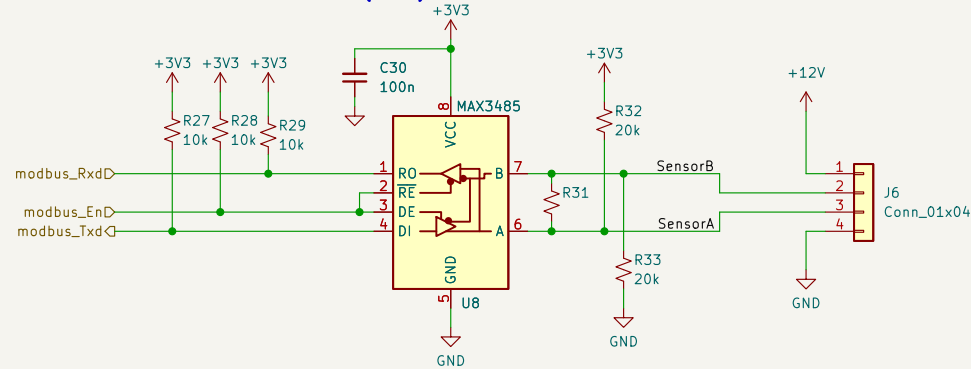 +3V3
+3V3
+3V3 +3V3 +3V3
+12V
C30
100n
R27
10k
R28
10k
R29
10k
R32
20k
MAX3485
8
VCC
modbus_Rxd
modbus_En
modbus_Txd
1 RO
2 RE
3 DE
4 DI
B 7
A 6
GND
5
U8
GND
R31
SensorB
SensorA
R33
20k
GND
1
2
3
4
J6
Conn_01x04
GND